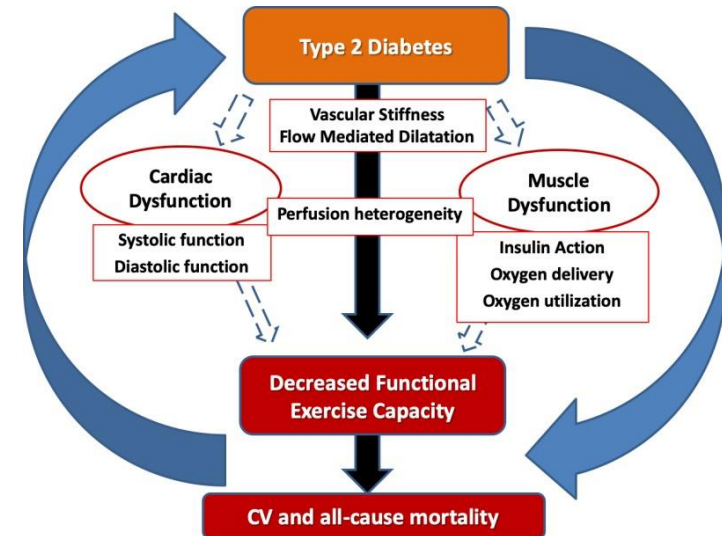 Type 2 Diabetes
Vascular Stiffness
Flow Mediated Dilatation
Cardiac
Dysfunction
Muscle
Dysfunction
Perfusion heterogeneity
Systolic function
Diastolic function
Insulin Action
Oxygen delivery
Oxygen utilization
Decreased Functional
Exercise Capacity
CV and all-cause mortality